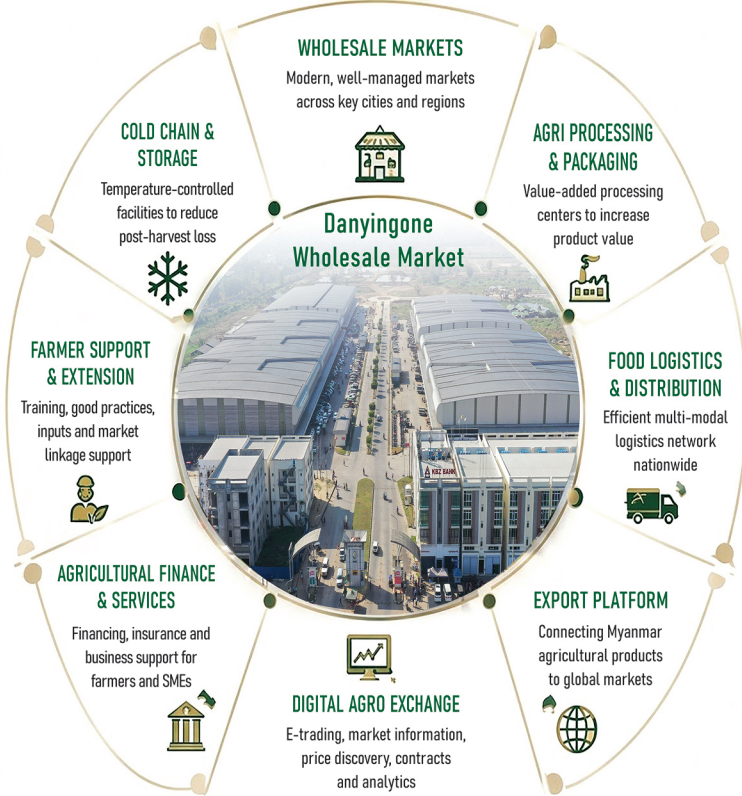 WHOLESALE MARKETS
Modern, well-managed markets
across key cities and regions
AGRI PROCESSING
& PACKAGING
Value-added processing
centers to increase
product value
FOOD LOGISTICS
& DISTRIBUTION
Efficient multi-modal
logistics network
nationwide
EXPORT PLATFORM
Connecting Myanmar
agricultural products
to global markets
DIGITAL AGRO EXCHANGE
E-trading, market information,
price discovery, contracts
and analytics
AGRICULTURAL FINANCE
& SERVICES
Financing, insurance and
business support for
farmers and SMEs
FARMER SUPPORT
& EXTENSION
Training, good practices,
inputs and market
linkage support
COLD CHAIN &
STORAGE
Temperature-controlled
facilities to reduce
post-harvest loss
Danyingone
Wholesale Market
KBZ BANK